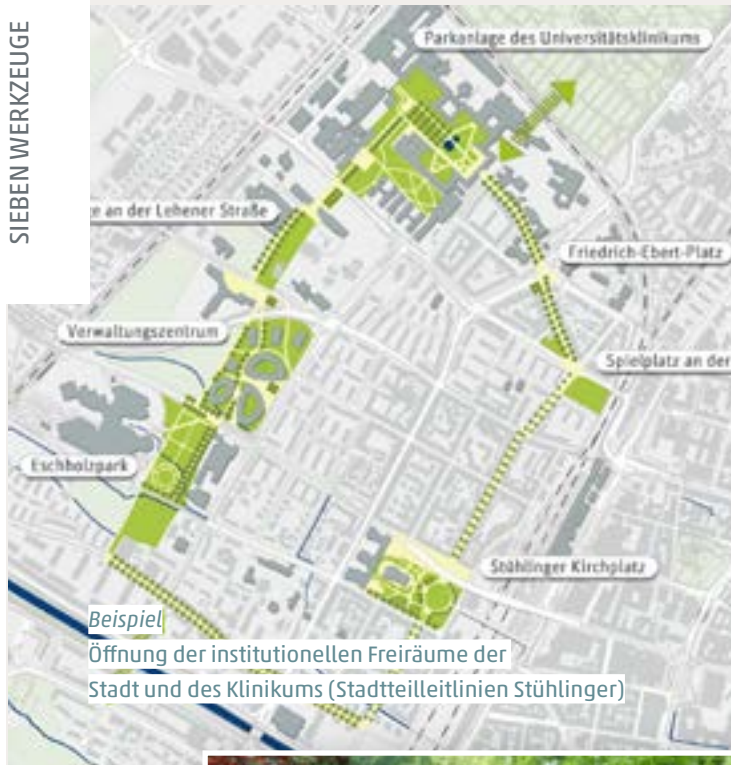 SIEBEN WERKZEUGE
Parkanlage des Universitätsklinikums
e an der Lehener Straße
Friedrich-Ebert-Platz
Verwaltungszentrum
Spielplatz an der
Eschholzpark
Stühlinger Kirchplatz
Beispiel
Öffnung der institutionellen Freiräume der
Stadt und des Klinikums (Stadtteilleitlinien Stühlinger)